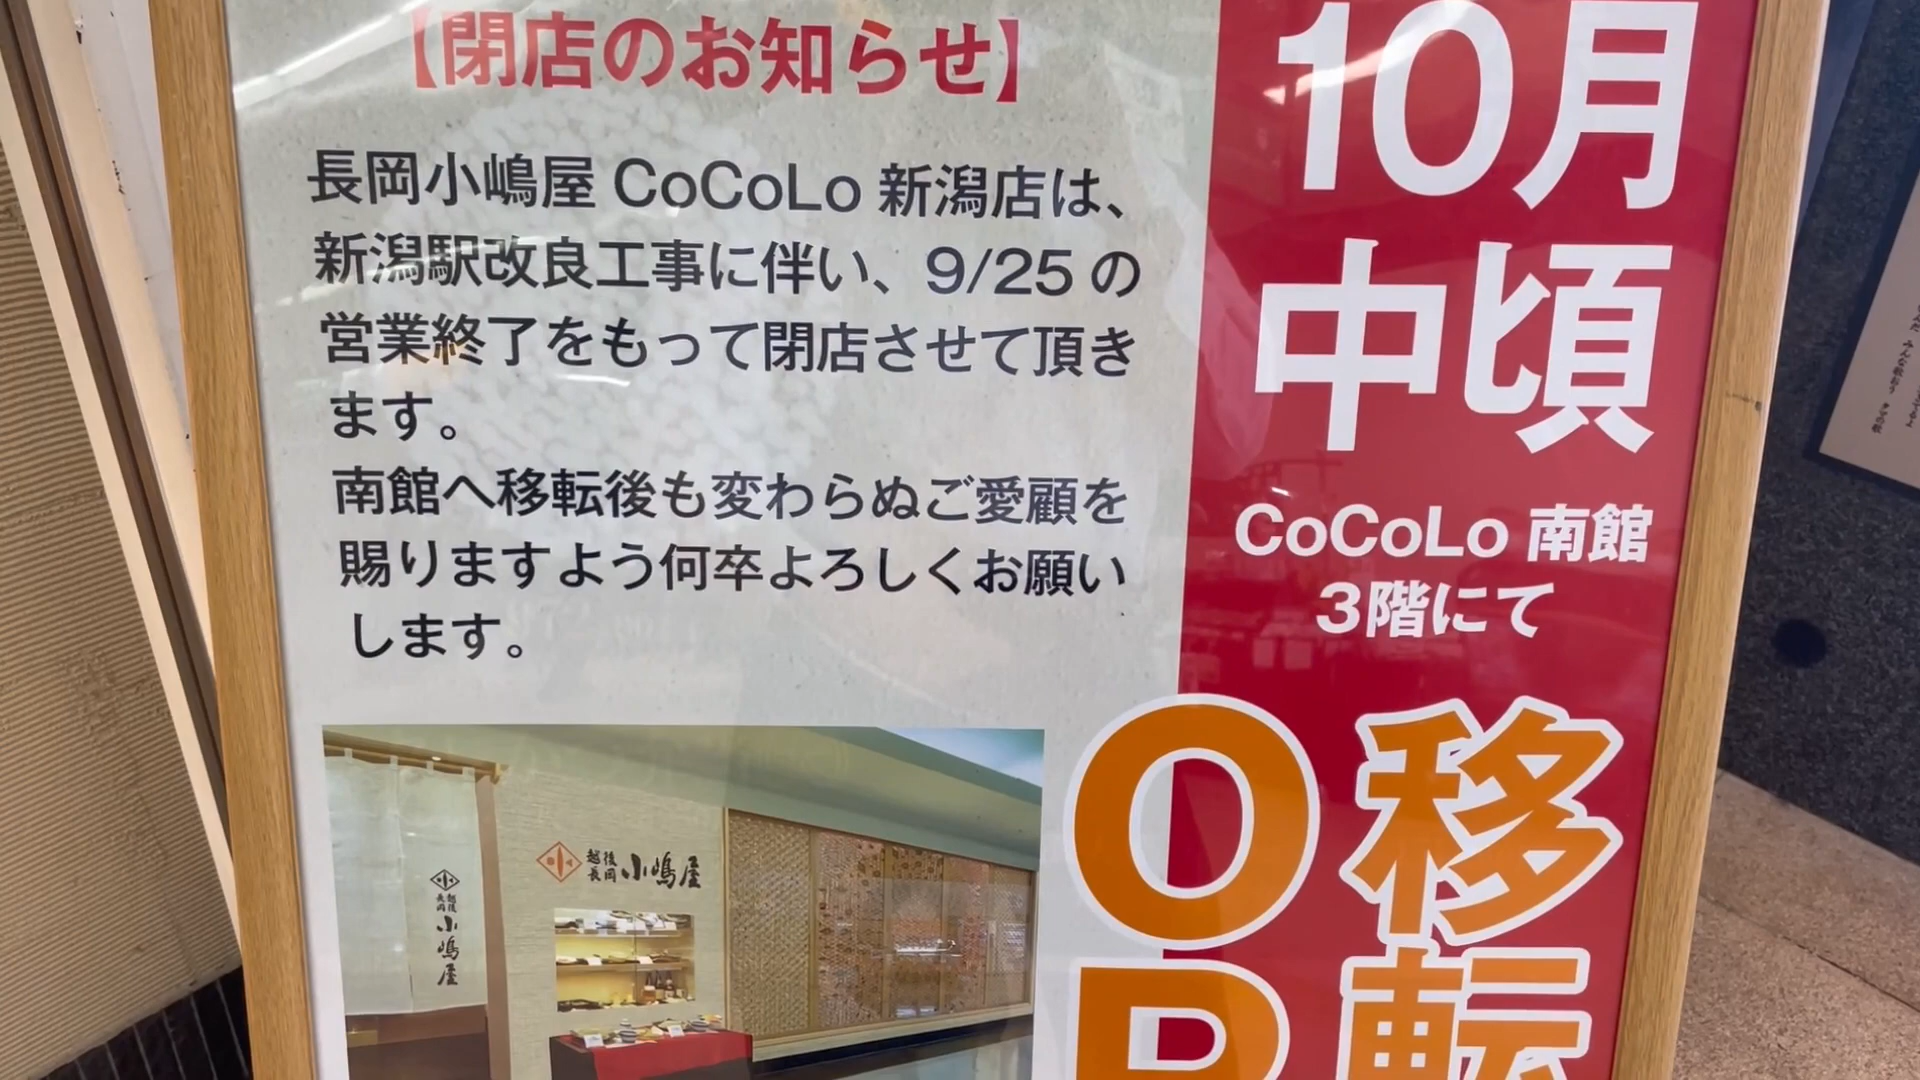 【閉店のお知らせ】
長岡小嶋屋 CoCoLo 新潟店は、
新潟駅改良工事に伴い、9/25 の
営業終了をもって閉店させて頂き
ます。
南館へ移転後も変わらぬご愛顧を
賜りますよう何卒よろしくお願い
します。
10月
中頃
CoCoLo 南館
3階にて
移転
O
P
越後
長岡
小嶋屋
越後
長岡
小嶋屋